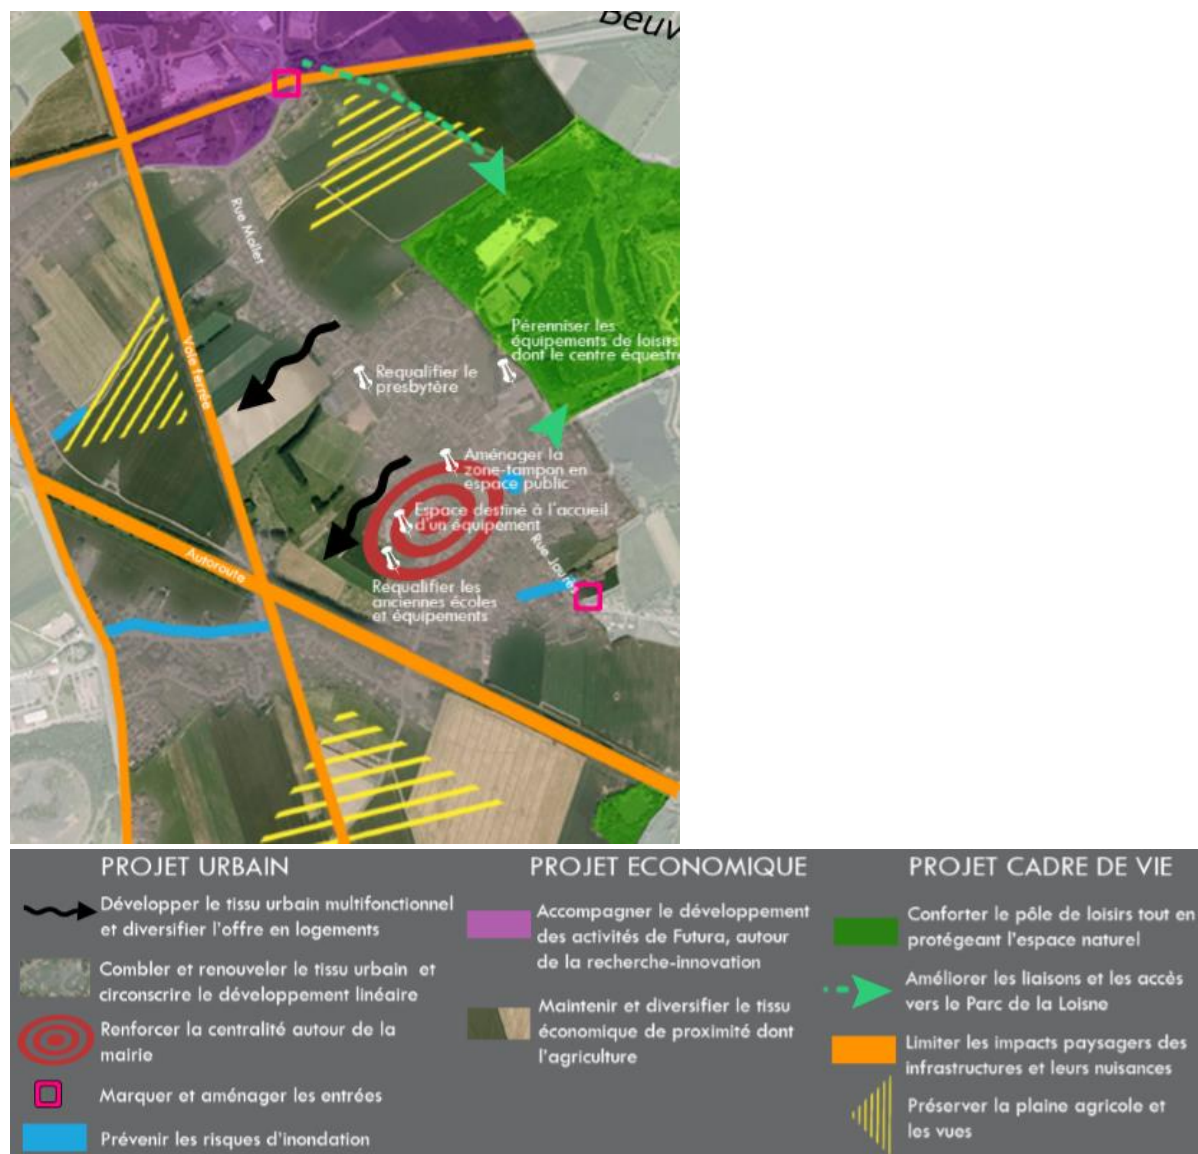 Beuv
Rue Mollet
Voie ferrée
Pérenniser les
équipements de loisirs
dont le centre équestre
Requalifier le
presbytère
Aménager la
zone-tampon en
espace public
Espace destiné à l'accueil
d'un équipement
Rue Jaurès
Autoroute
Requalifier les
anciennes écoles
et équipements
PROJET URBAIN
Développer le tissu urbain multifonctionnel
et diversifier l'offre en logements
Combler et renouveler le tissu urbain et
circonscrire le développement linéaire
Renforcer la centralité autour de la
mairie
Marquer et aménager les entrées
Prévenir les risques d'inondation
PROJET ECONOMIQUE
Accompagner le développement
des activités de Futura, autour
de la recherche-innovation
Maintenir et diversifier le tissu
économique de proximité dont
l'agriculture
PROJET CADRE DE VIE
Conforter le pôle de loisirs tout en
protégeant l'espace naturel
Améliorer les liaisons et les accès
vers le Parc de la Loisne
Limiter les impacts paysagers des
infrastructures et leurs nuisances
Préserver la plaine agricole et
les vues